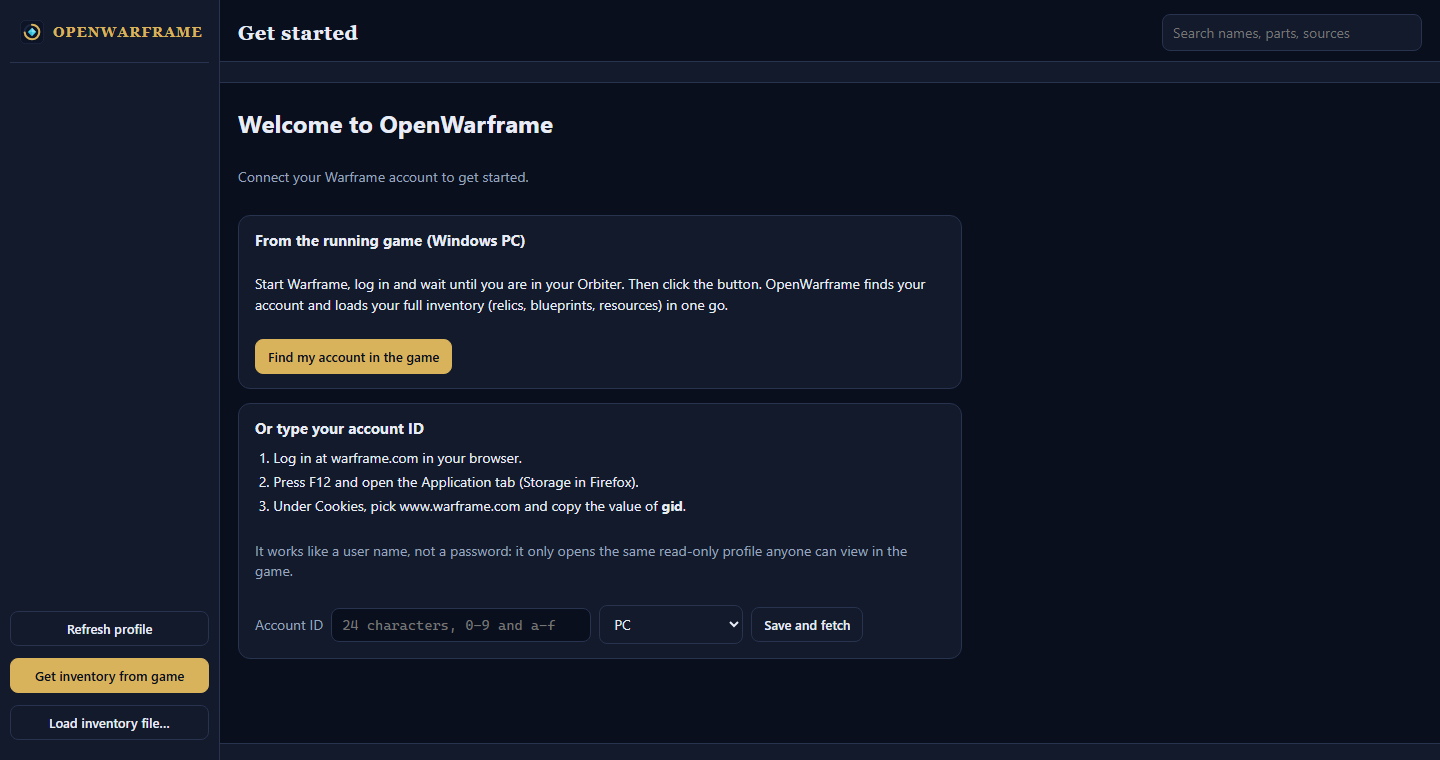 OPENWARFRAME
Get started
Search names, parts, sources
Welcome to OpenWarframe
Connect your Warframe account to get started.
From the running game (Windows PC)
Start Warframe, log in and wait until you are in your Orbiter. Then click the button. OpenWarframe finds your
account and loads your full inventory (relics, blueprints, resources) in one go.
Find my account in the game
Or type your account ID
1. Log in at warframe.com in your browser.
2. Press F12 and open the Application tab (Storage in Firefox).
3. Under Cookies, pick www.warframe.com and copy the value of gid.
It works like a user name, not a password: it only opens the same read-only profile anyone can view in the
game.
Account ID 24 characters, 0-9 and a-f PC Save and fetch
Refresh profile
Get inventory from game
Load inventory file...